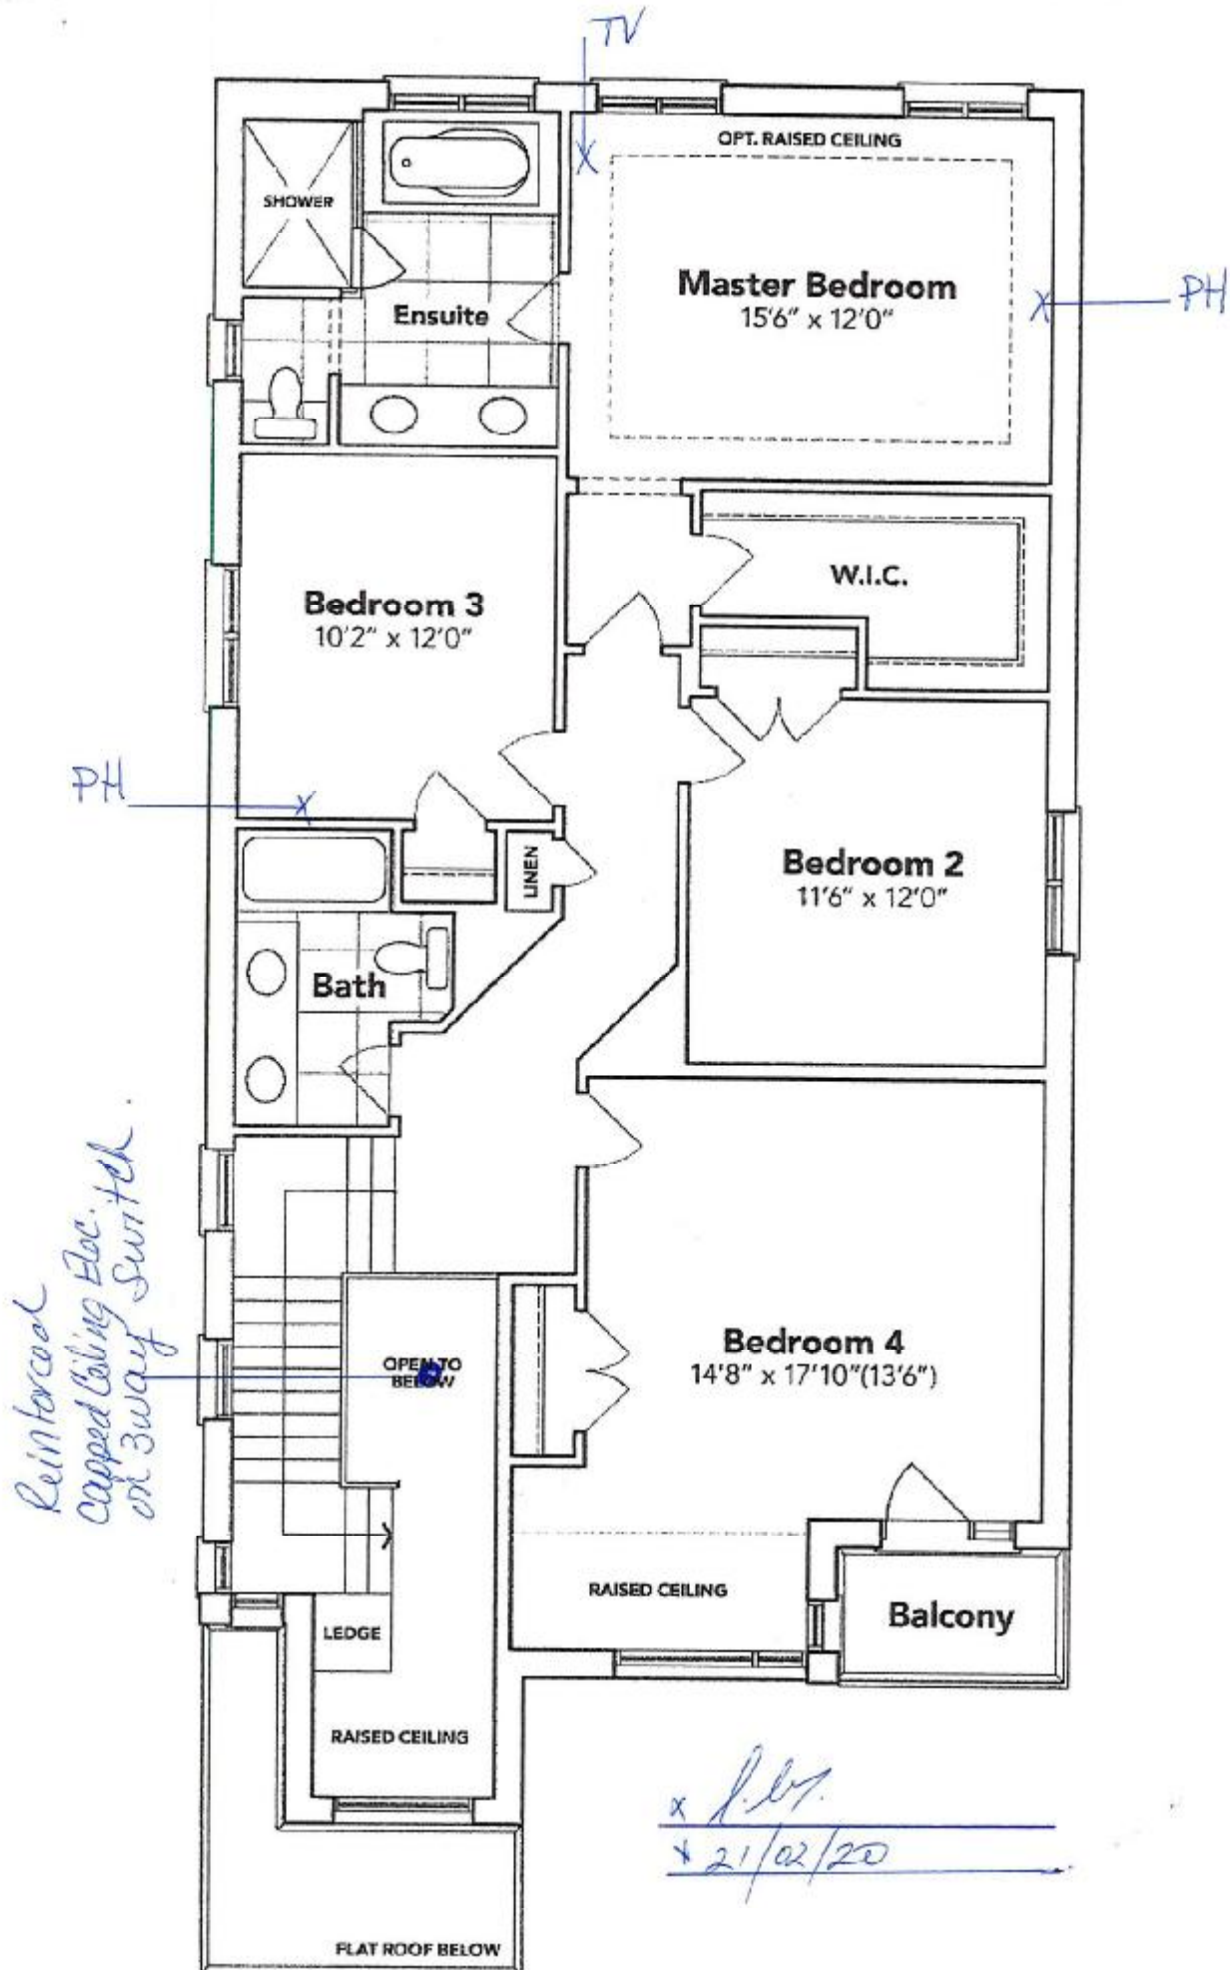 TV
OPT. RAISED CEILING
SHOWER
Master Bedroom
15'6" x 12'0"
PH
Ensuite
W.I.C.
Bedroom 3
10'2" x 12'0"
PH
LINEN
Bedroom 2
11'6" x 12'0"
Bath
Reinforced
Capped Ceiling Eloc.
on 3way Switch.
OPEN TO
BELOW
Bedroom 4
14'8" x 17'10"(13'6")
RAISED CEILING
Balcony
LEDGE
RAISED CEILING
x
x 21/02/20
FLAT ROOF BELOW